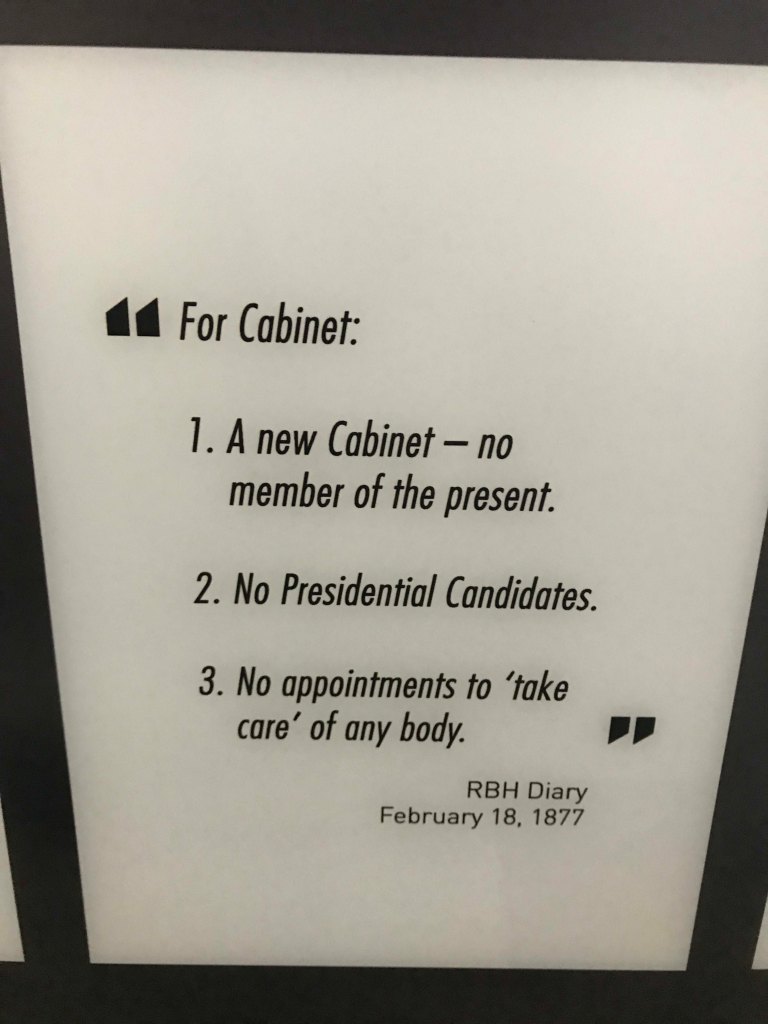 “ For Cabinet:
1. A new Cabinet – no
member of the present.
2. No Presidential Candidates.
3. No appointments to ‘take
care’ of any body. ”
RBH Diary
February 18, 1877